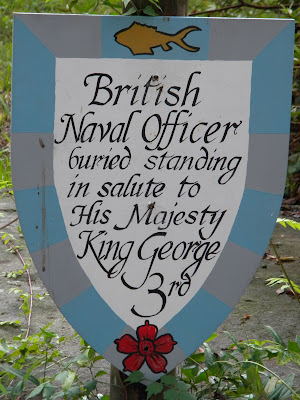 British
Naval Officer
buried standing
in salute to
His Majesty
King George
3rd